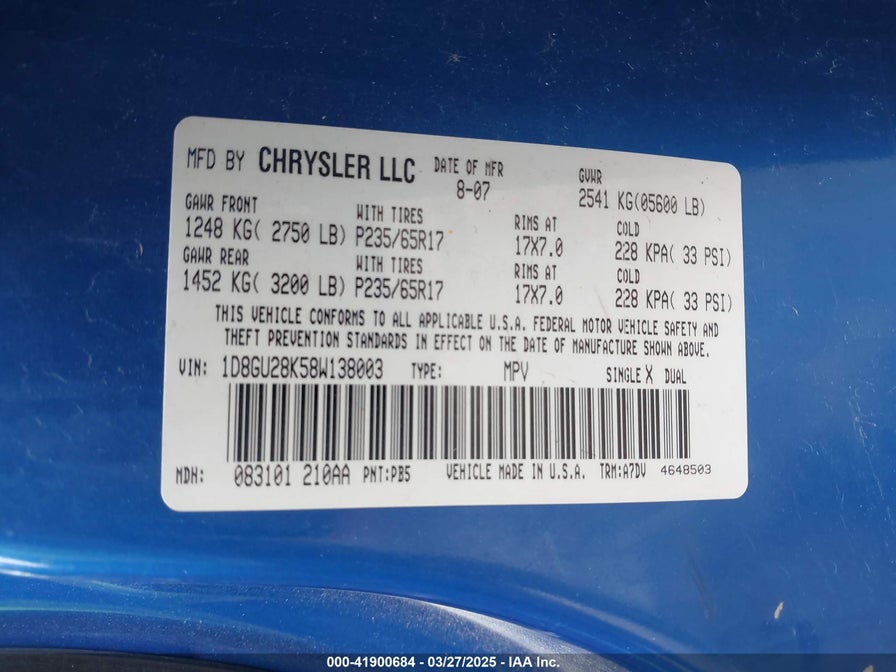 MFD BY CHRYSLER LLC DATE OF MFR GVWR
8-07 2541 KG(05600 LB)
GAWR FRONT WITH TIRES RIMS AT COLD
1248 KG( 2750 LB) P235/65R17 17X7.0 228 KPA( 33 PSI)
GAWR REAR WITH TIRES RIMS AT COLD
1452 KG( 3200 LB) P235/65R17 17X7.0 228 KPA( 33 PSI)
THIS VEHICLE CONFORMS TO ALL APPLICABLE U.S.A. FEDERAL MOTOR VEHICLE SAFETY AND
THEFT PREVENTION STANDARDS IN EFFECT ON THE DATE OF MANUFACTURE SHOWN ABOVE.
VIN: 1D8GU28K58W138003 TYPE: MPV SINGLE X DUAL
MDH: 083101 210AA PNT:PB5 VEHICLE MADE IN U.S.A. TRM:A7DV 4648503
000-41900684 - 03/27/2025 - IAA Inc.